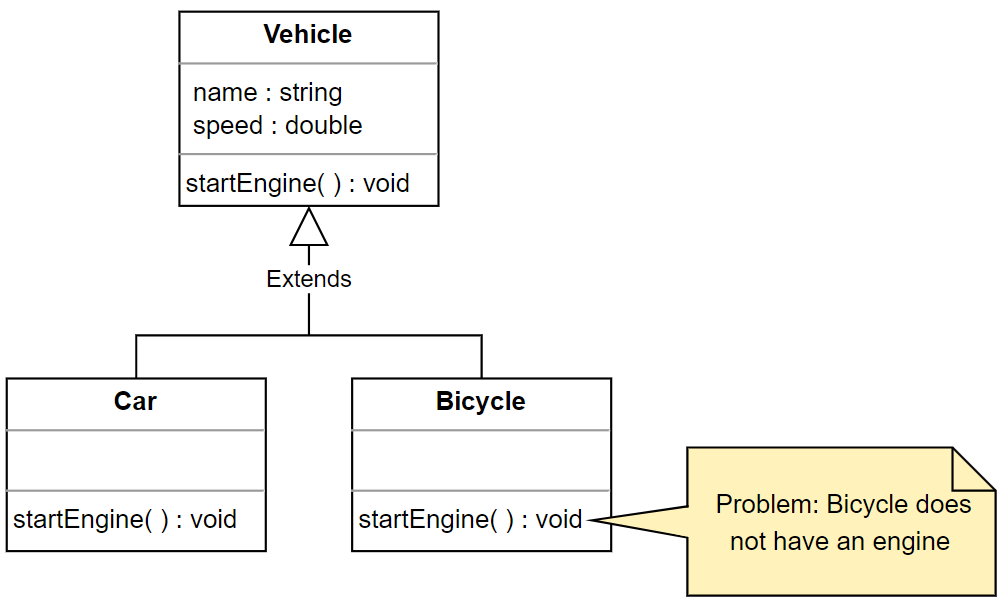 Vehicle
name : string
speed : double
startEngine( ) : void
Extends
Car
startEngine( ) : void
Bicycle
startEngine( ) : void
Problem: Bicycle does
not have an engine